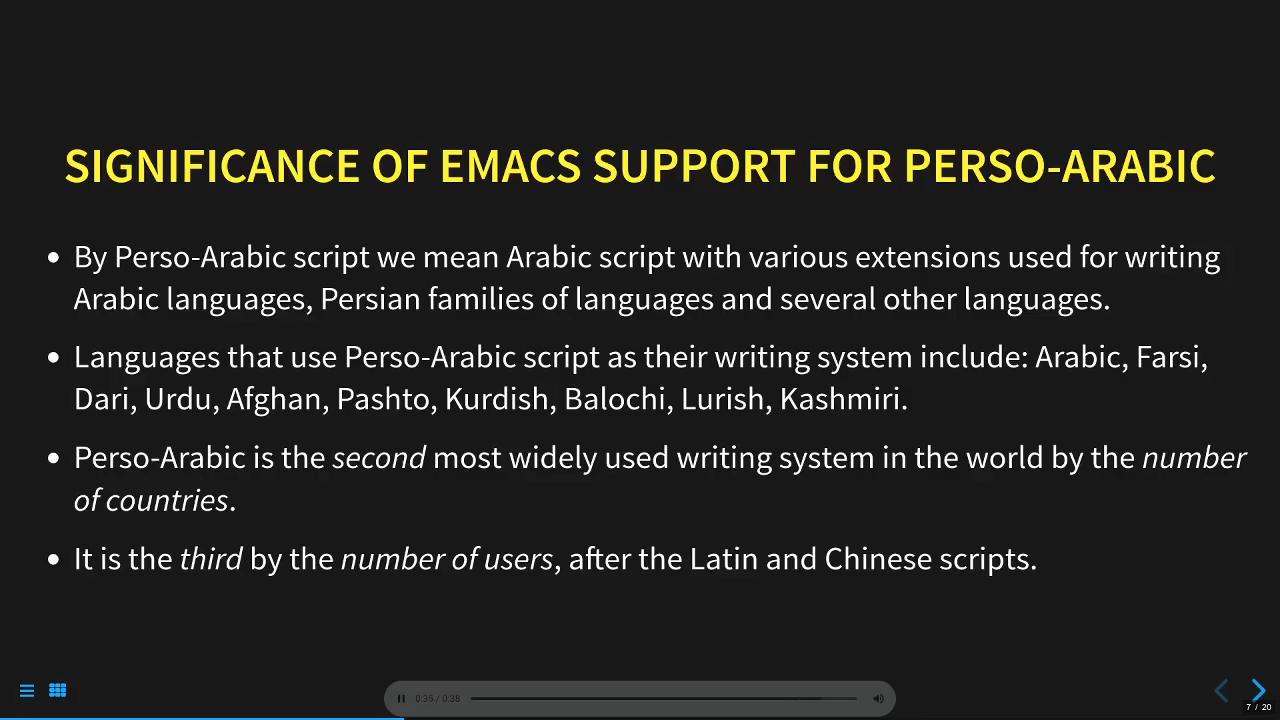 SIGNIFICANCE OF EMACS SUPPORT FOR PERSO-ARABIC
• By Perso-Arabic script we mean Arabic script with various extensions used for writing
Arabic languages, Persian families of languages and several other languages.
• Languages that use Perso-Arabic script as their writing system include: Arabic, Farsi,
Dari, Urdu, Afghan, Pashto, Kurdish, Balochi, Lurish, Kashmiri.
• Perso-Arabic is the second most widely used writing system in the world by the number
of countries.
• It is the third by the number of users, after the Latin and Chinese scripts.
0:35 / 0:38
7 / 20